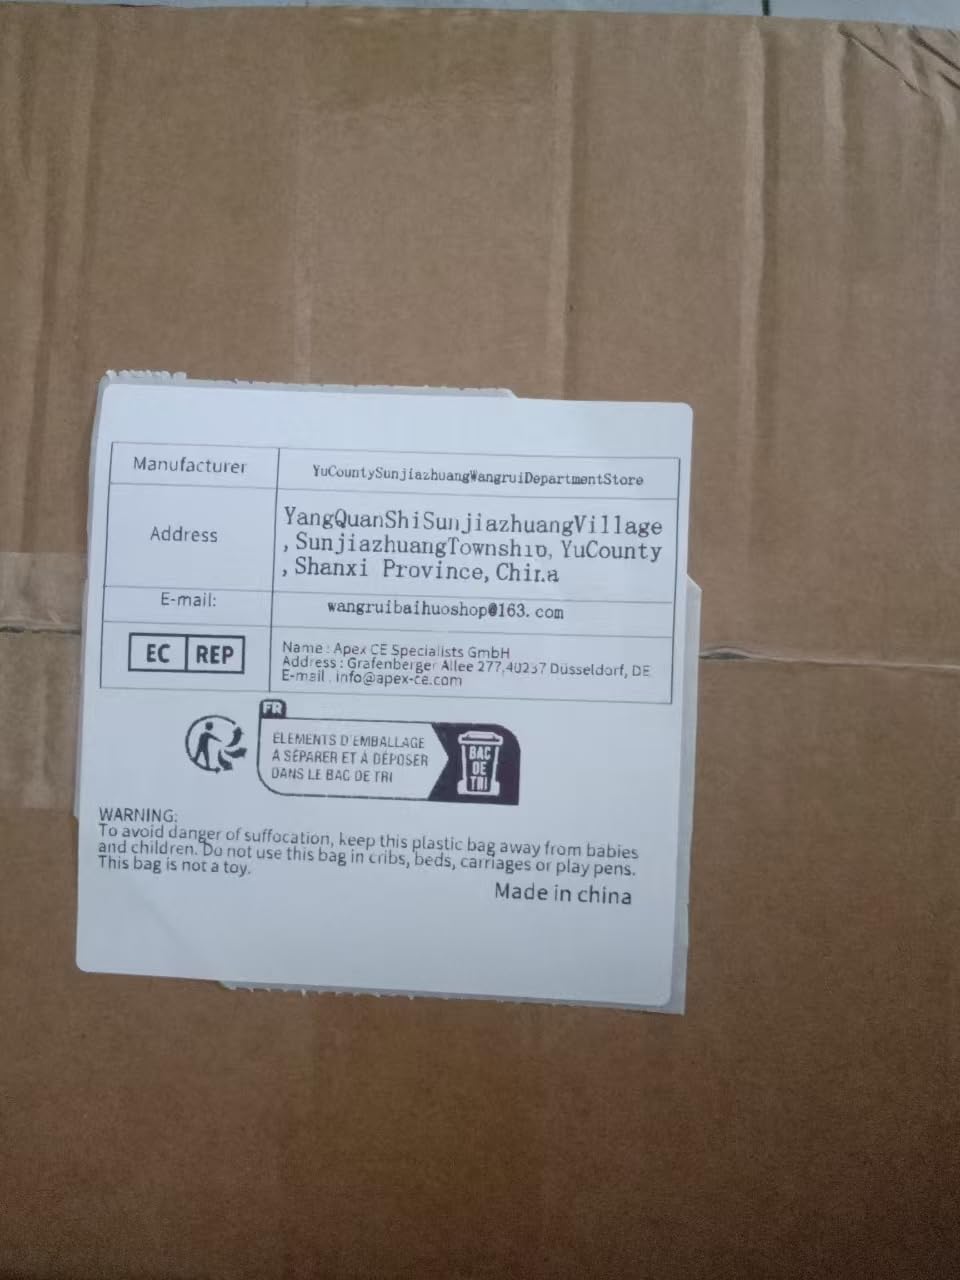 Manufacturer
YuCountySunjiazhuangWangruiDepartmentStore
Address
YangQuanShiSunjiazhuangVillage
, SunjiazhuangTownship, YuCounty
, Shanxi Province, China
E-mail:
wangruibaihuoshop@163.com
EC REP
Name : Apex CE Specialists GmbH
Address : Grafenberger Allee 277, 40237 Düsseldorf, DE
E-mail : info@apex-ce.com
FR
ÉLÉMENTS D'EMBALLAGE
À SÉPARER ET À DÉPOSER
DANS LE BAC DE TRI
BAC
DE
TRI
WARNING:
To avoid danger of suffocation, keep this plastic bag away from babies
and children. Do not use this bag in cribs, beds, carriages or play pens.
This bag is not a toy.
Made in china